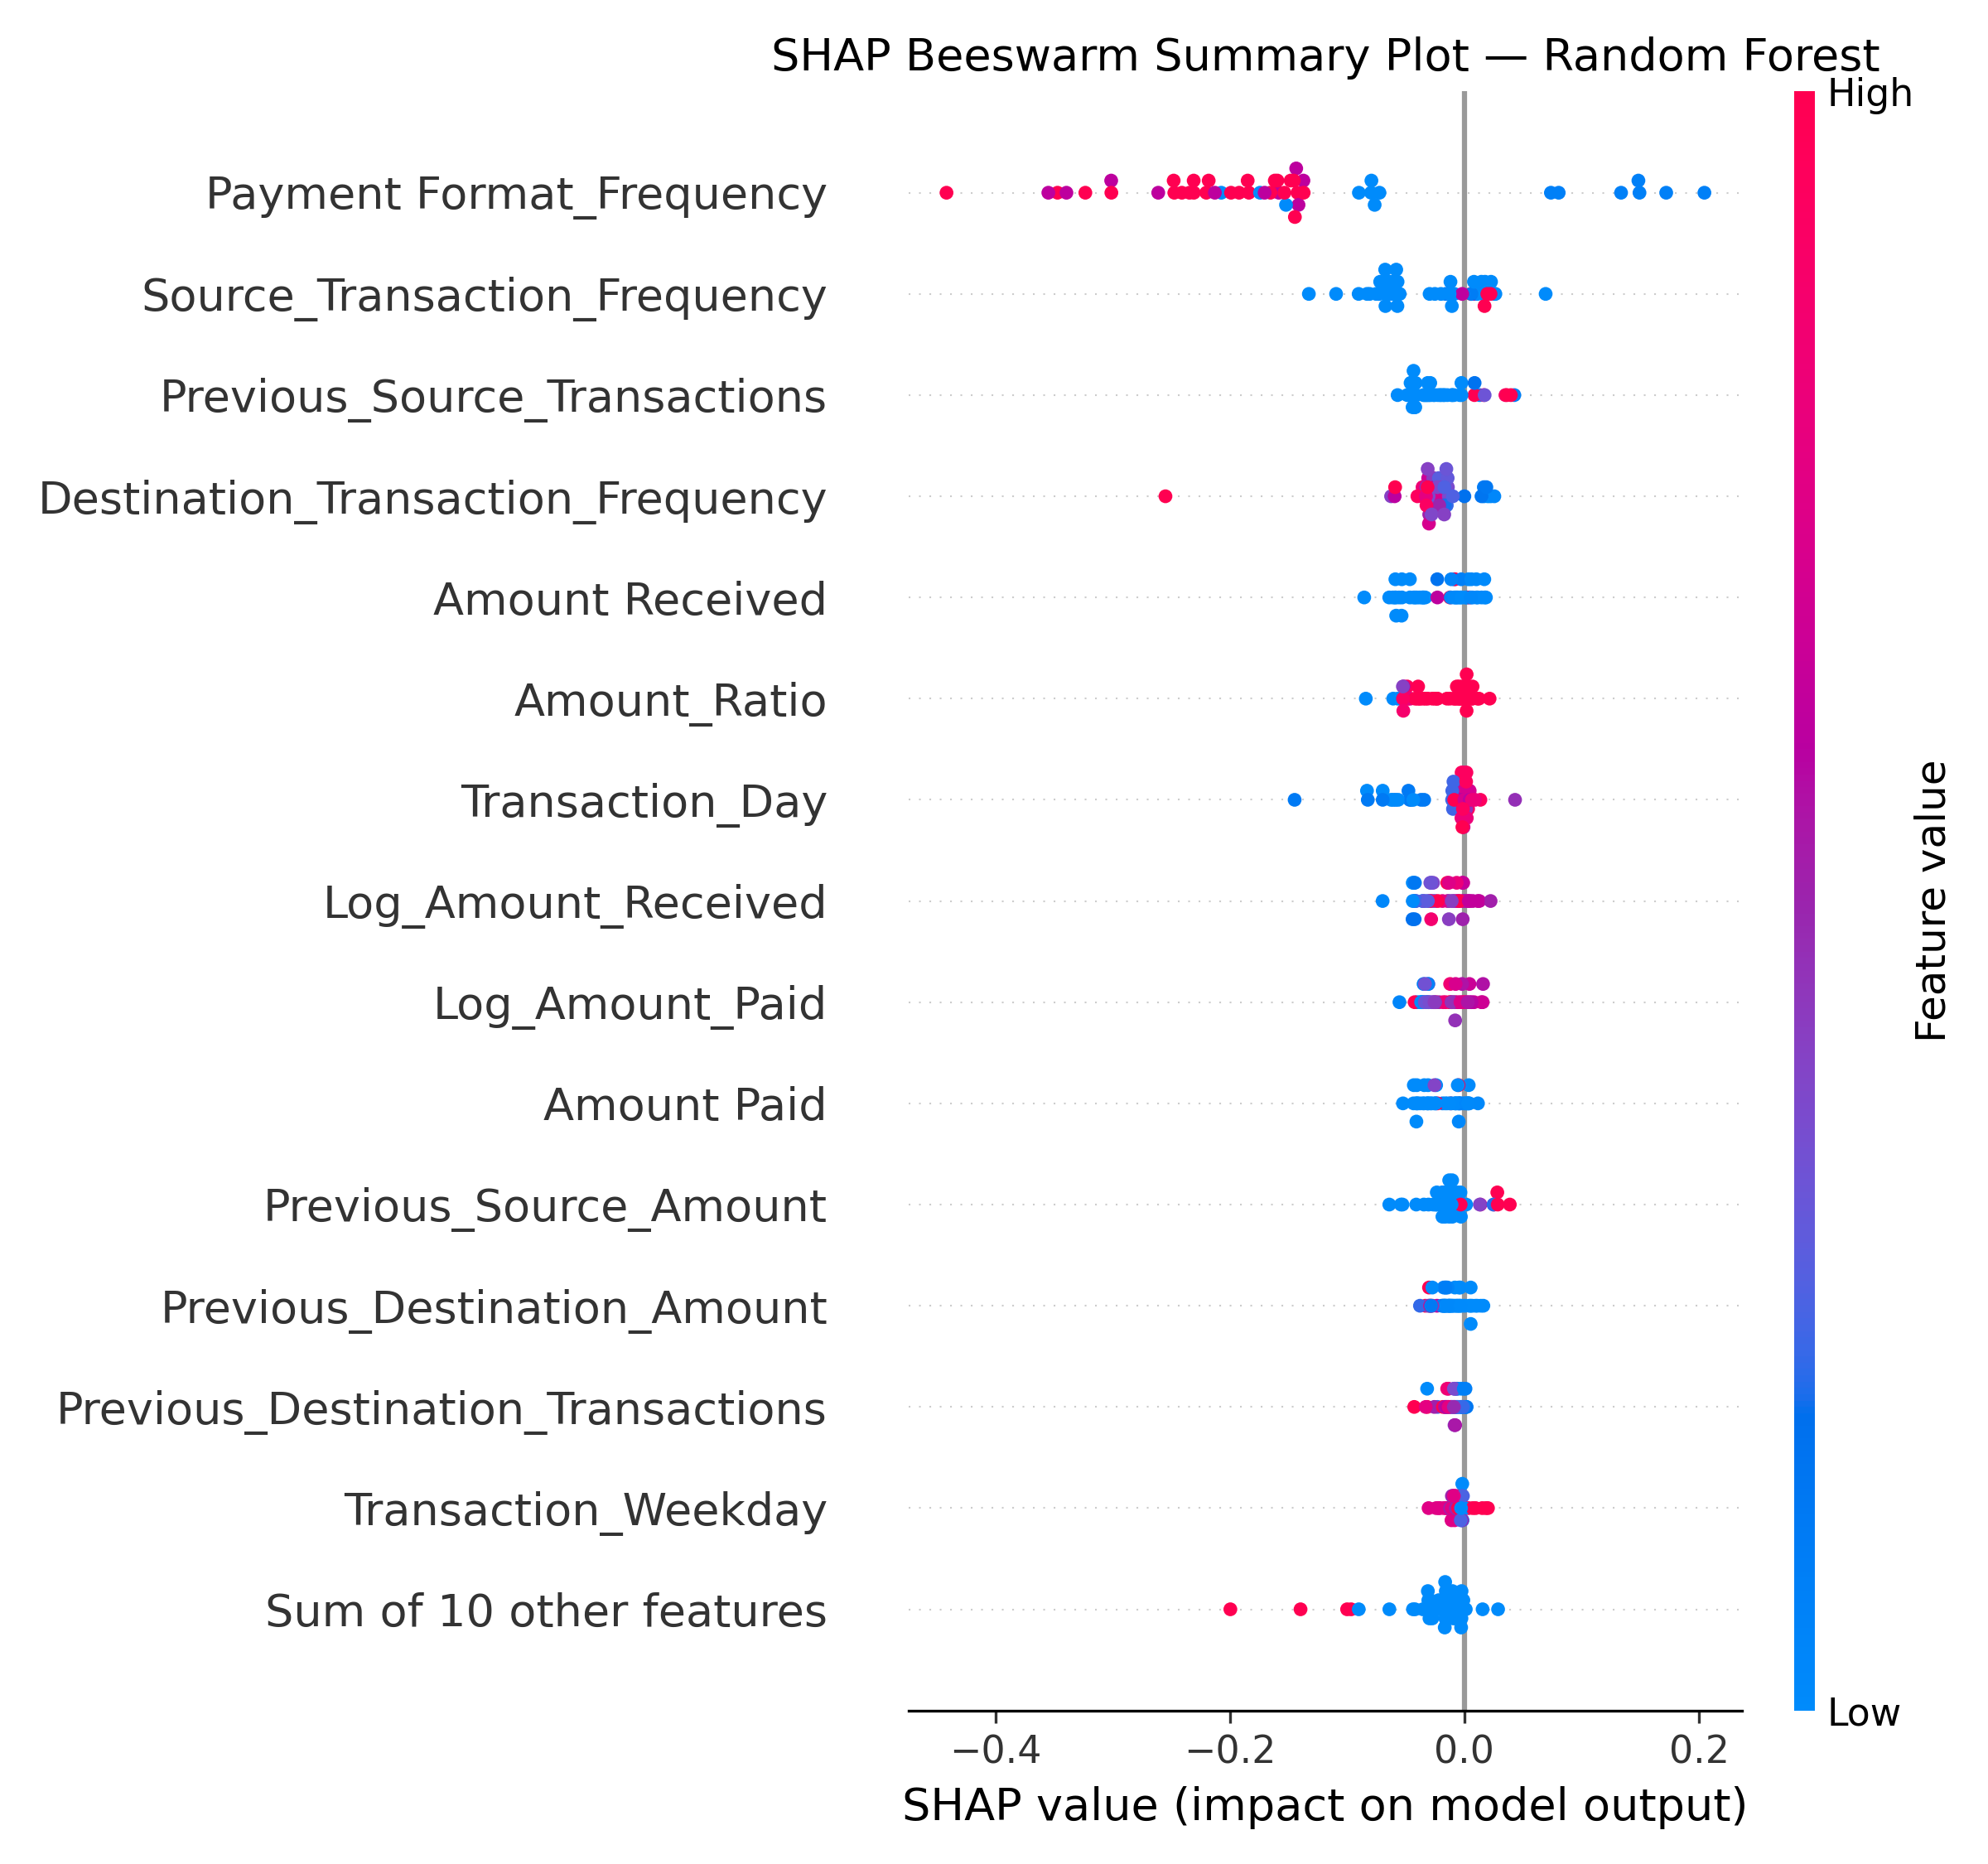 SHAP Beeswarm Summary Plot — Random Forest
High
Payment Format_Frequency
Source_Transaction_Frequency
Previous_Source_Transactions
Destination_Transaction_Frequency
Amount Received
Amount_Ratio
Transaction_Day
Log_Amount_Received
Log_Amount_Paid
Amount Paid
Previous_Source_Amount
Previous_Destination_Amount
Previous_Destination_Transactions
Transaction_Weekday
Sum of 10 other features
Feature value
Low
−0.4 −0.2 0.0 0.2
SHAP value (impact on model output)